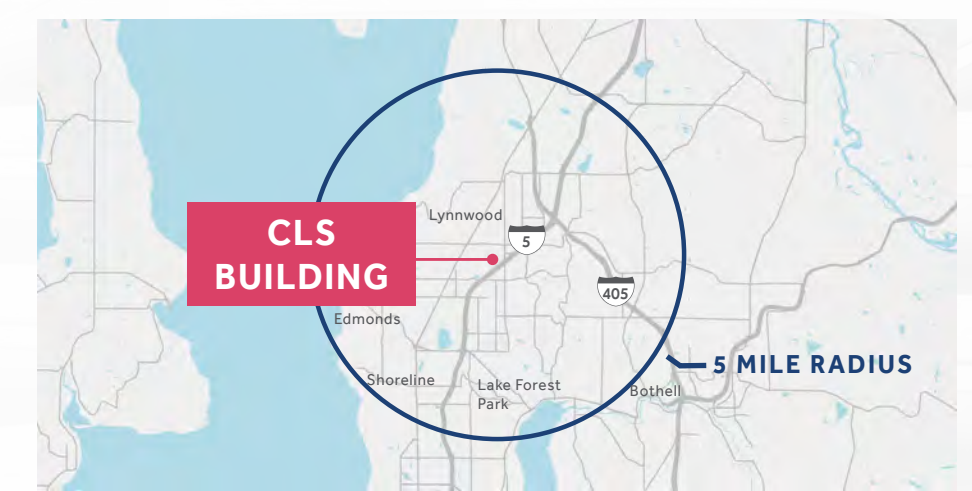 Lynnwood
CLS
BUILDING
5
405
Edmonds
5 MILE RADIUS
Shoreline
Lake Forest
Park
Bothell